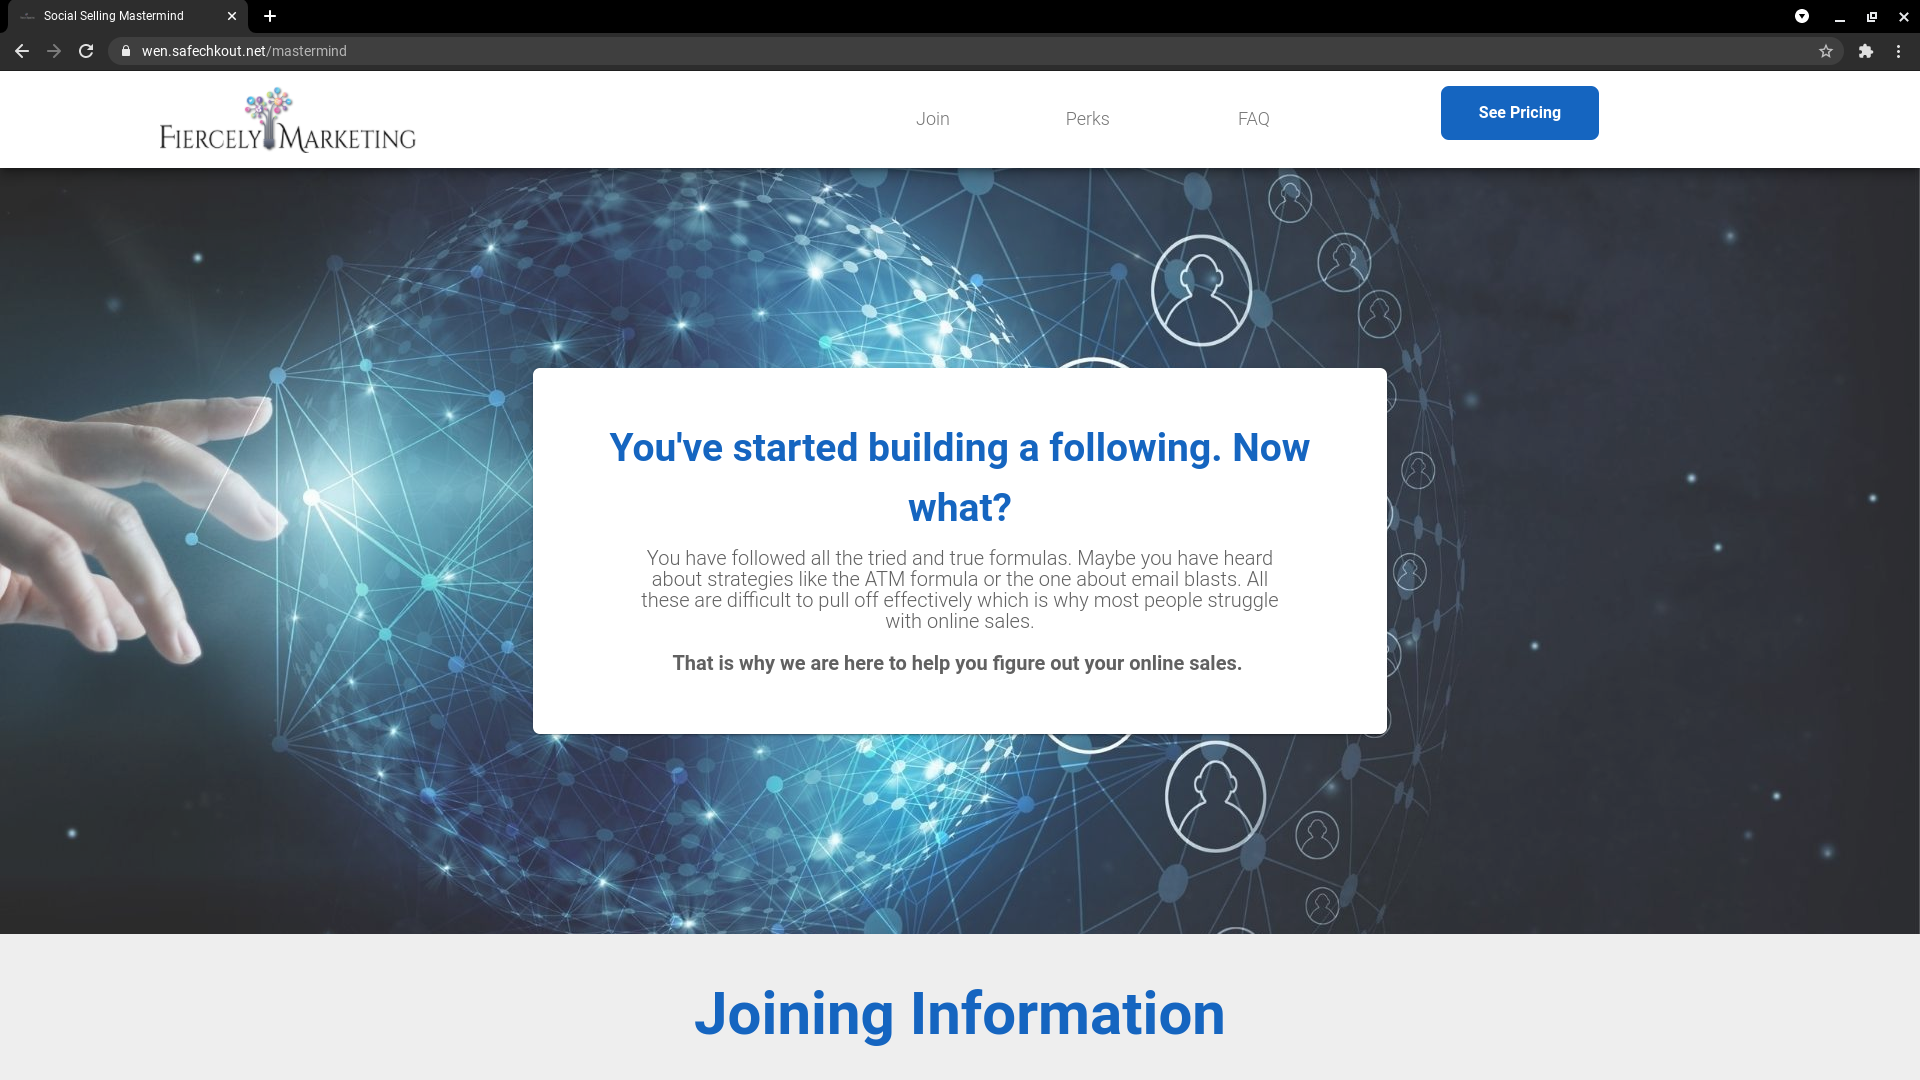 Social Selling Mastermind
wen.safechkout.net/mastermind
FIERCELY MARKETING
Join
Perks
FAQ
See Pricing
You've started building a following. Now
what?
You have followed all the tried and true formulas. Maybe you have heard
about strategies like the ATM formula or the one about email blasts. All
these are difficult to pull off effectively which is why most people struggle
with online sales.
That is why we are here to help you figure out your online sales.
Joining Information